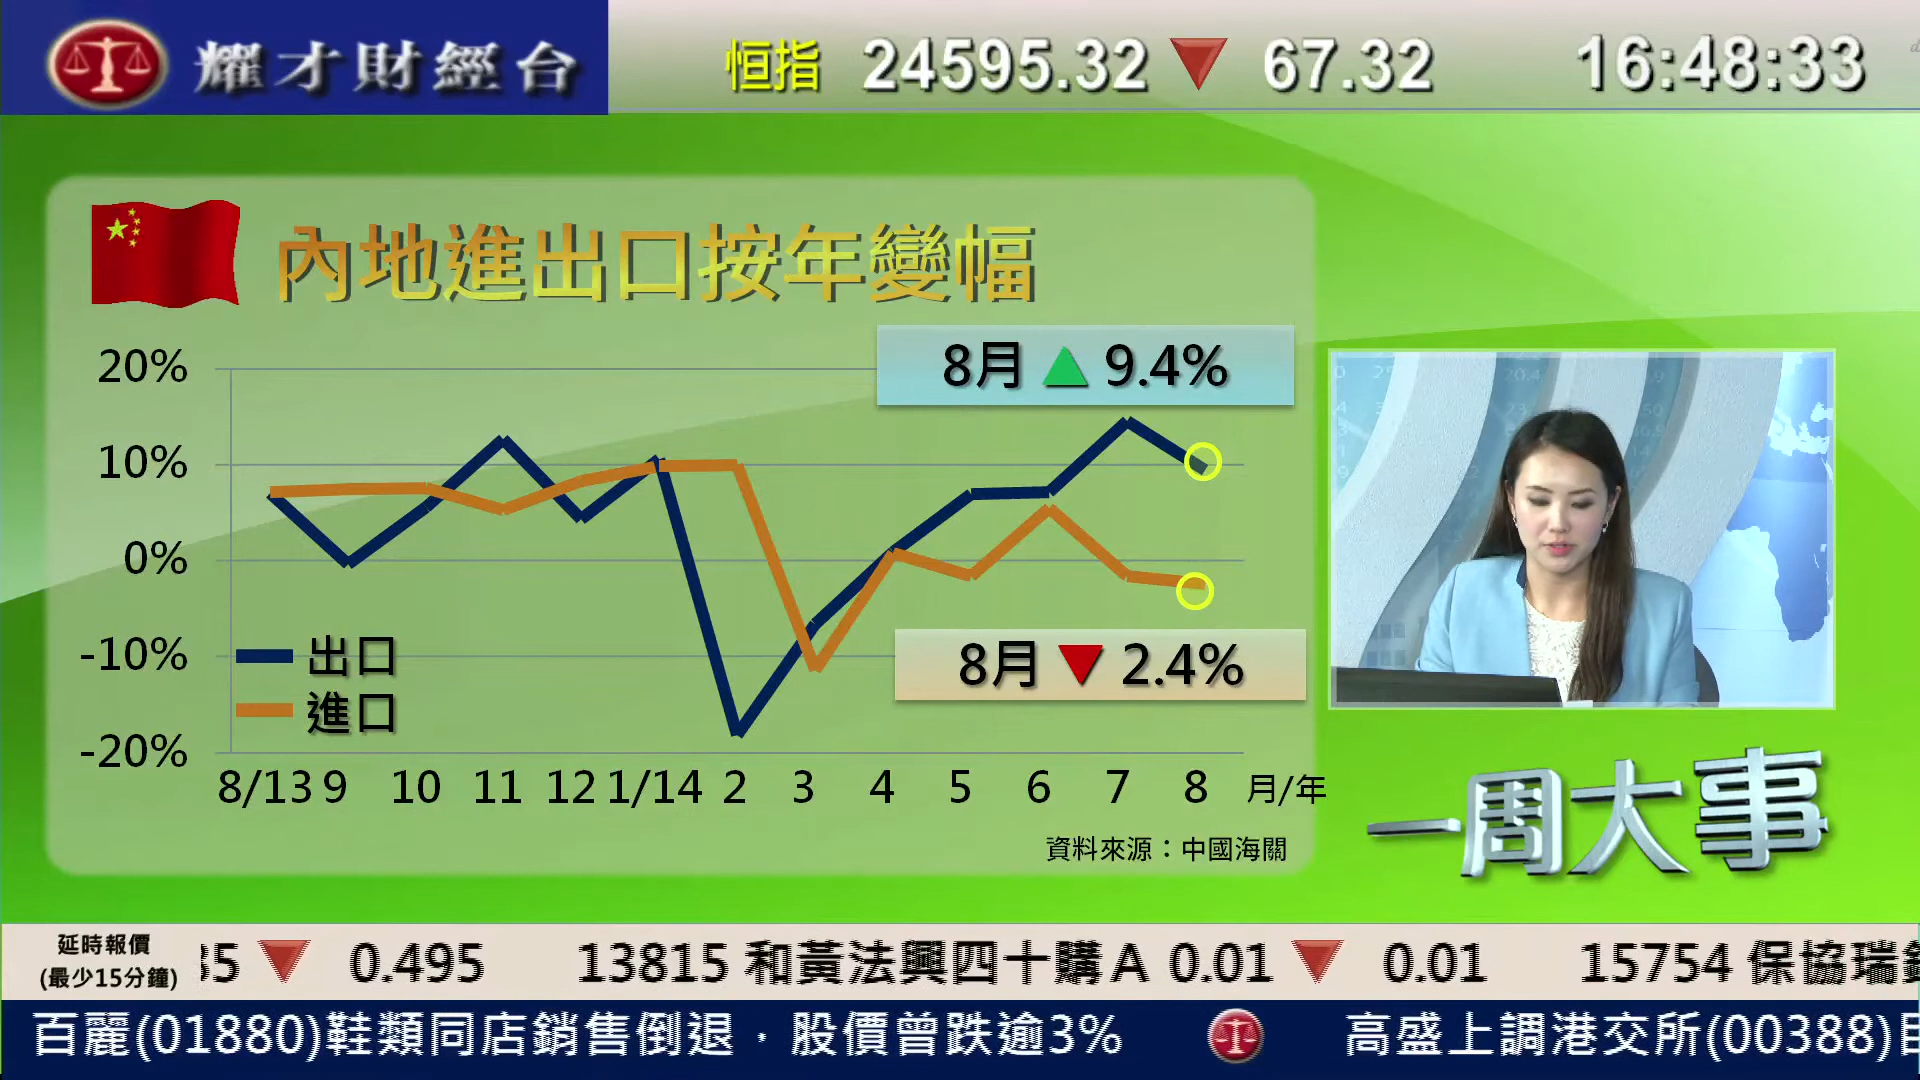 耀才財經台
恒指 24595.32 ▼ 67.32 16:48:33
內地進出口按年變幅
8月 ▲ 9.4%
20%
10%
0%
-10%
-20%
出口
進口
8月 ▼ 2.4%
8/13 9 10 11 12 1/14 2 3 4 5 6 7 8 月/年
資料來源：中國海關
一周大事
延時報價
(最少15分鐘)
35 ▼ 0.495 13815 和黃法興四十購A 0.01 ▼ 0.01 15754 保協瑞
百麗(01880)鞋類同店銷售倒退，股價曾跌逾3% 高盛上調港交所(00388)目